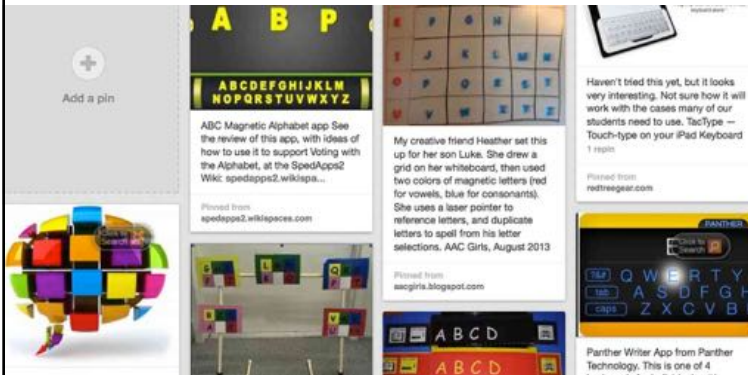 Add a pin
A B P
ABCDEFGHIJKLM
NOPQRSTUVWXYZ
ABC Magnetic Alphabet app See
the review of this app, with ideas of
how to use it to support Voting with
the Alphabet, at the SpedApps2
Wiki: spedapps2.wikispa...
Pinned from
spedapps2.wikispaces.com
My creative friend Heather set this
up for her son Luke. She drew a
grid on her whiteboard, then used
two colors of magnetic letters (red
for vowels, blue for consonants).
She uses a laser pointer to
reference letters, and duplicate
letters to spell from his letter
selections. AAC Girls, August 2013
Pinned from
aacgirls.blogspot.com
Haven't tried this yet, but it looks
very interesting. Not sure how it will
work with the cases many of our
students need to use. TacType —
Touch-type on your iPad Keyboard
1 repin
Pinned from
redtreegear.com
Click to
Search
A B C D
A B C D
PANTHER
Click to
Search
?&# Q W E R T Y
tab A S D F G H
caps Z X C V B
Panther Writer App from Panther
Technology. This is one of 4